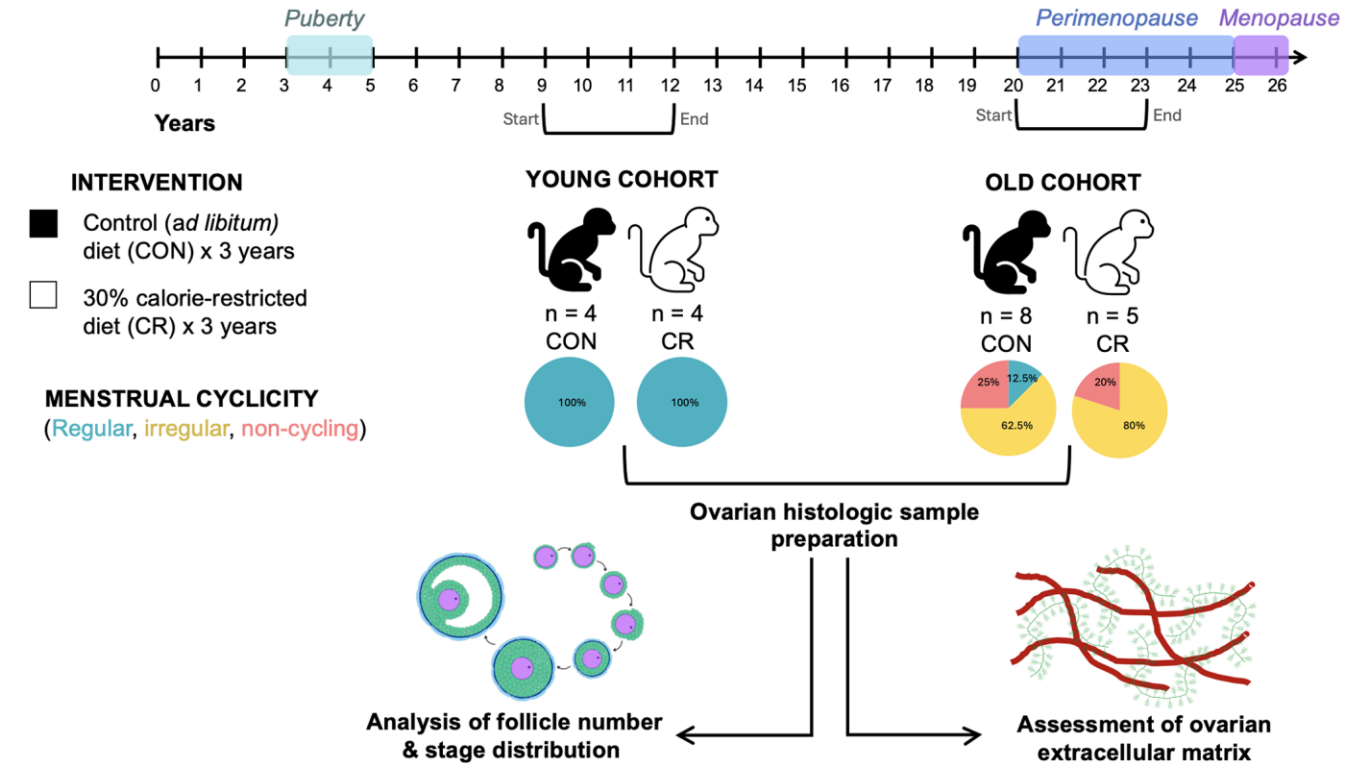 Puberty
Perimenopause
Menopause
0 1 2 3 4 5 6 7 8 9 10 11 12 13 14 15 16 17 18 19 20 21 22 23 24 25 26
Years
Start
End
Start
End
INTERVENTION
Control (ad libitum)
diet (CON) x 3 years
30% calorie-restricted
diet (CR) x 3 years
MENSTRUAL CYCLICITY
(Regular, irregular, non-cycling)
YOUNG COHORT
n = 4
CON
100%
n = 4
CR
100%
OLD COHORT
n = 8
CON
25%
12.5%
62.5%
n = 5
CR
20%
80%
Ovarian histologic sample
preparation
Analysis of follicle number
& stage distribution
Assessment of ovarian
extracellular matrix